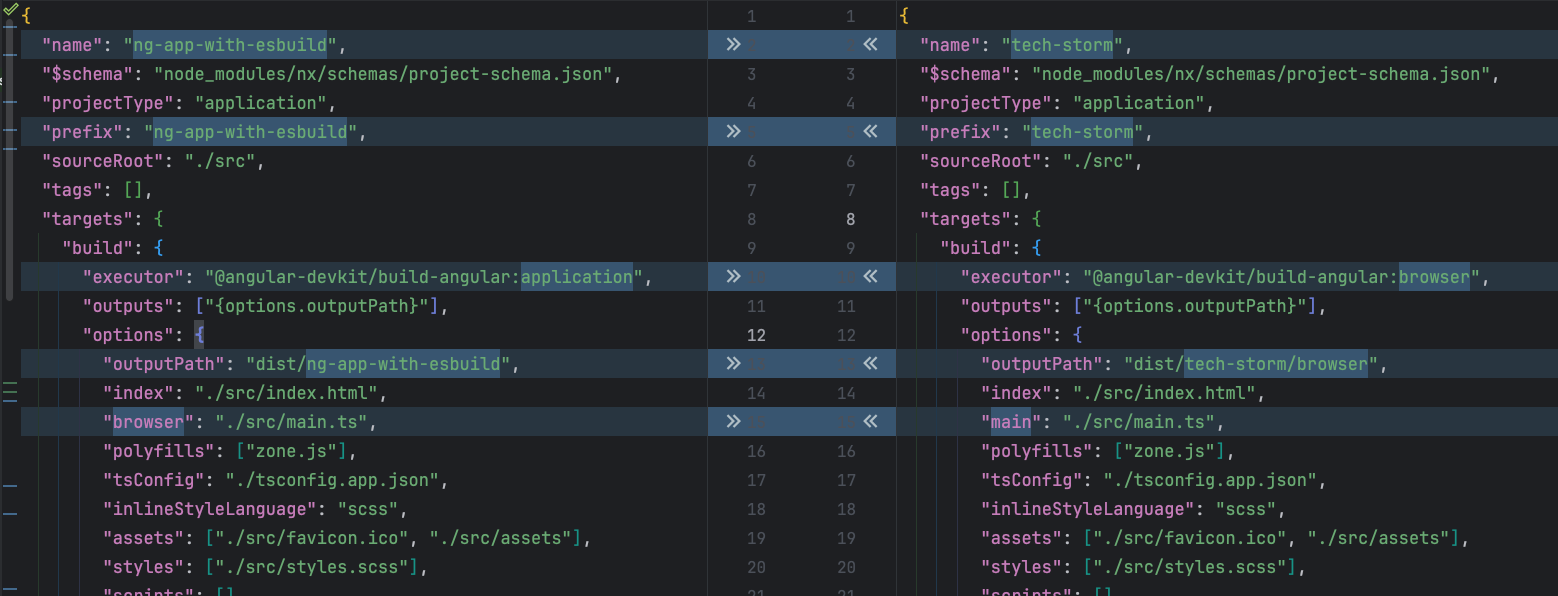 { 1 1 {
"name": "ng-app-with-esbuild", >> << "name": "tech-storm",
"$schema": "node_modules/nx/schemas/project-schema.json", 3 3 "$schema": "node_modules/nx/schemas/project-schema.json",
"projectType": "application", 4 4 "projectType": "application",
"prefix": "ng-app-with-esbuild", >> << "prefix": "tech-storm",
"sourceRoot": "./src", 6 6 "sourceRoot": "./src",
"tags": [], 7 7 "tags": [],
"targets": { 8 8 "targets": {
"build": { 9 9 "build": {
"executor": "@angular-devkit/build-angular:application", >> << "executor": "@angular-devkit/build-angular:browser",
"outputs": ["{options.outputPath}"], 11 11 "outputs": ["{options.outputPath}"],
"options": { 12 12 "options": {
"outputPath": "dist/ng-app-with-esbuild", >> << "outputPath": "dist/tech-storm/browser",
"index": "./src/index.html", 14 14 "index": "./src/index.html",
"browser": "./src/main.ts", >> << "main": "./src/main.ts",
"polyfills": ["zone.js"], 16 16 "polyfills": ["zone.js"],
"tsConfig": "./tsconfig.app.json", 17 17 "tsConfig": "./tsconfig.app.json",
"inlineStyleLanguage": "scss", 18 18 "inlineStyleLanguage": "scss",
"assets": ["./src/favicon.ico", "./src/assets"], 19 19 "assets": ["./src/favicon.ico", "./src/assets"],
"styles": ["./src/styles.scss"], 20 20 "styles": ["./src/styles.scss"],
"scripts": [] 21 21 "scripts": []